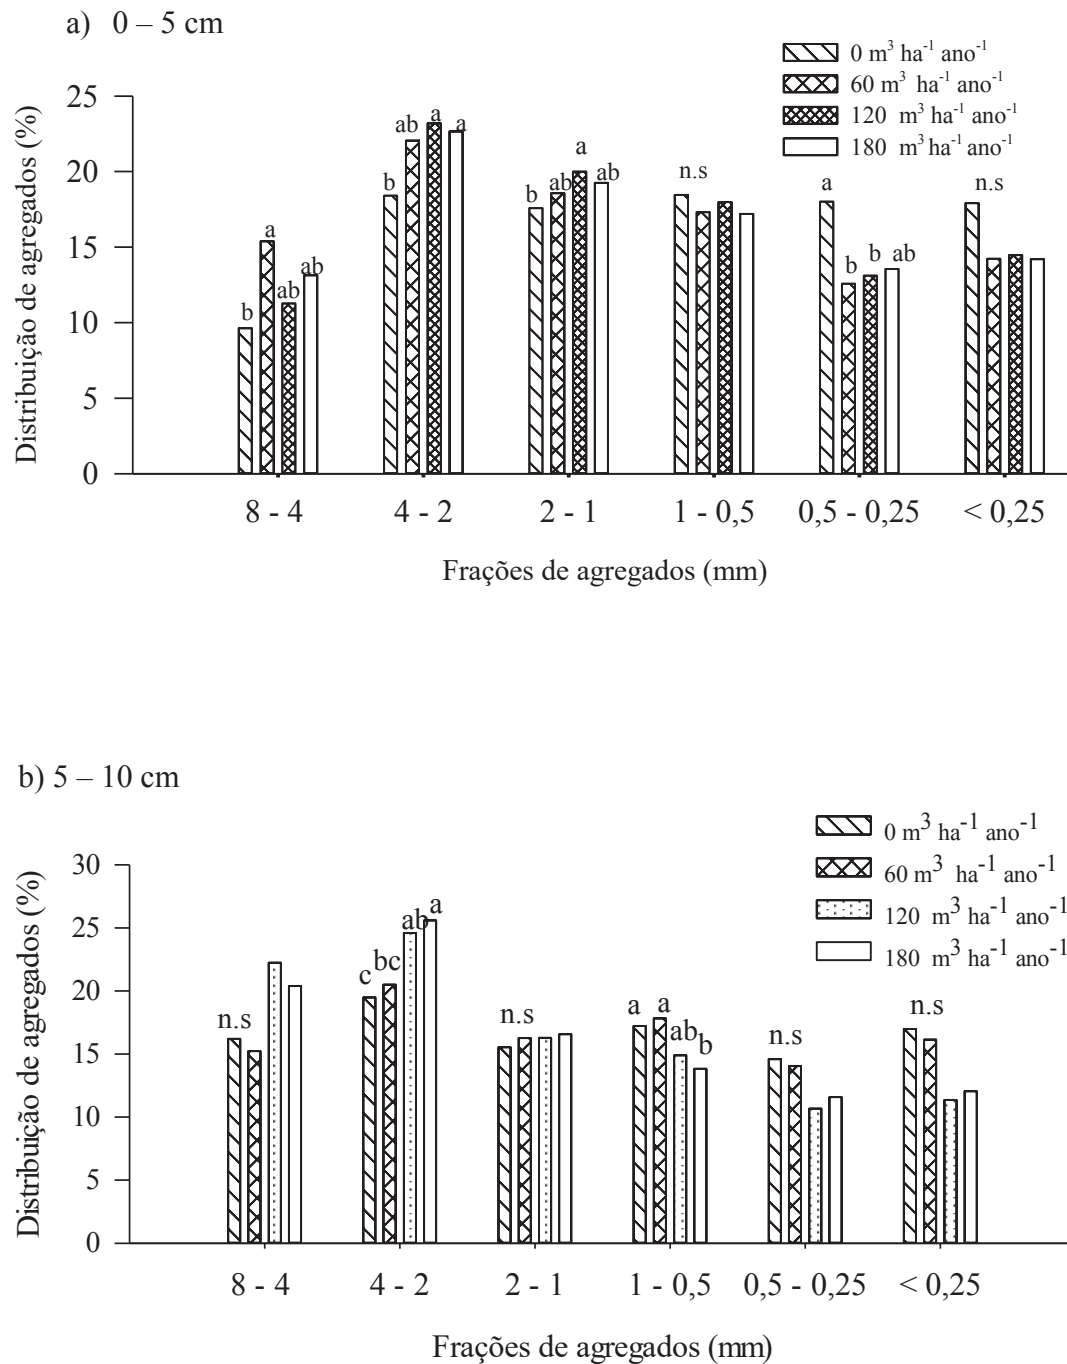 a) 0 – 5 cm
0 m³ ha⁻¹ ano⁻¹
60 m³ ha⁻¹ ano⁻¹
120 m³ ha⁻¹ ano⁻¹
180 m³ ha⁻¹ ano⁻¹
Distribuição de agregados (%)
25
20
15
10
5
0
b a ab ab
b ab a a
b ab a ab
n.s
a b b ab
n.s
8 - 4 4 - 2 2 - 1 1 - 0,5 0,5 - 0,25 < 0,25
Frações de agregados (mm)
b) 5 – 10 cm
0 m³ ha⁻¹ ano⁻¹
60 m³ ha⁻¹ ano⁻¹
120 m³ ha⁻¹ ano⁻¹
180 m³ ha⁻¹ ano⁻¹
Distribuição de agregados (%)
30
25
20
15
10
5
0
n.s
c bc ab a
n.s
a a ab b
n.s
n.s
8 - 4 4 - 2 2 - 1 1 - 0,5 0,5 - 0,25 < 0,25
Frações de agregados (mm)